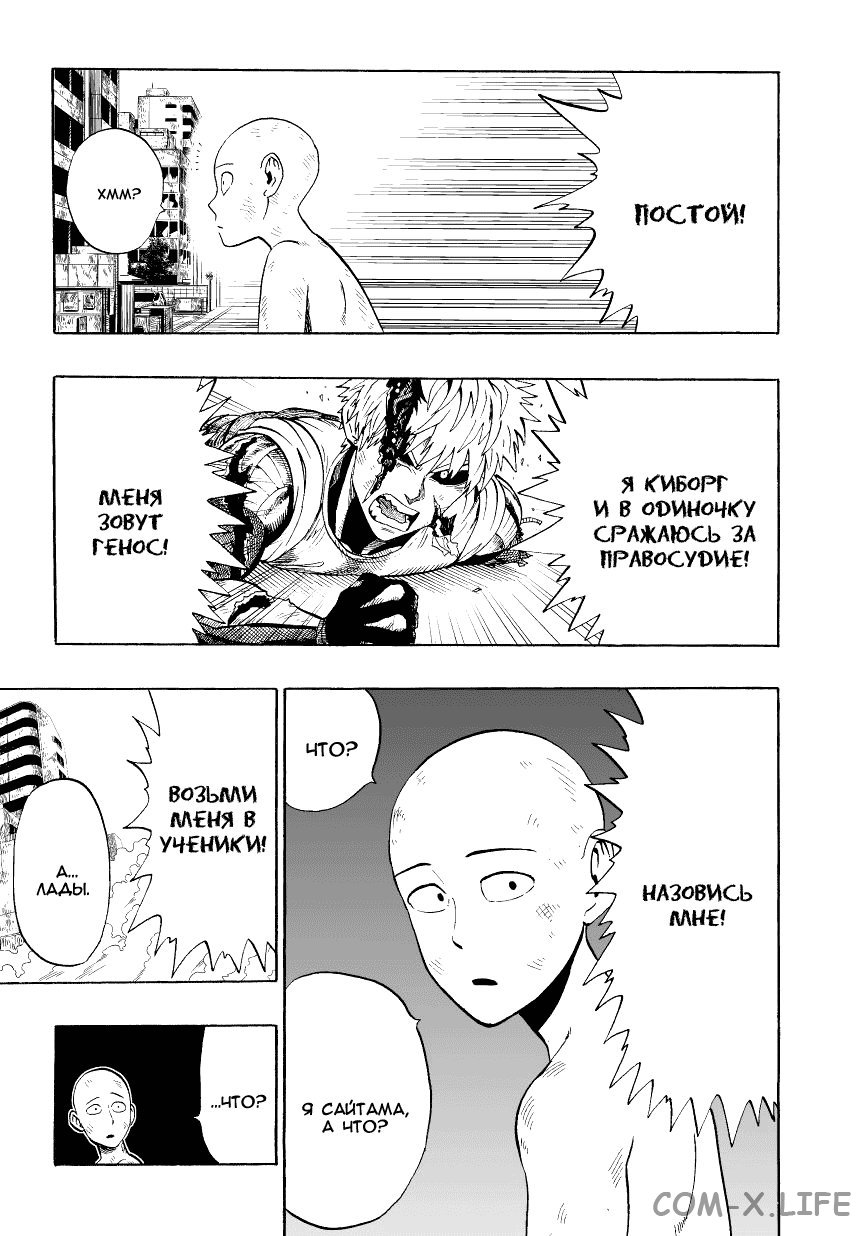 ПОСТОЙ!
ХММ?
Я КИБОРГ
И В ОДИНОЧКУ
СРАЖАЮСЬ ЗА
ПРАВОСУДИЕ!
МЕНЯ
ЗОВУТ
ГЕНОС!
ЧТО?
НАЗОВИСЬ
МНЕ!
Я САЙТАМА,
А ЧТО?
ВОЗЬМИ
МЕНЯ В
УЧЕНИКИ!
А...
ЛАДЫ.
...ЧТО?
COM-X.LIFE